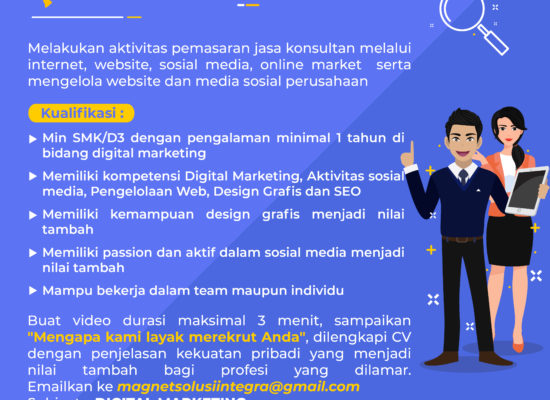 Melakukan aktivitas pemasaran jasa konsultan melalui
internet, website, sosial media, online market serta
mengelola website dan media sosial perusahaan
Kualifikasi :
Min SMK/D3 dengan pengalaman minimal 1 tahun di
bidang digital marketing
Memiliki kompetensi Digital Marketing, Aktivitas sosial
media, Pengelolaan Web, Design Grafis dan SEO
Memiliki kemampuan design grafis menjadi nilai
tambah
Memiliki passion dan aktif dalam sosial media menjadi
nilai tambah
Mampu bekerja dalam team maupun individu
Buat video durasi maksimal 3 menit, sampaikan
"Mengapa kami layak merekrut Anda", dilengkapi CV
dengan penjelasan kekuatan pribadi yang menjadi
nilai tambah bagi profesi yang dilamar.
Emailkan ke magnetsolusiintegra@gmail.com
DIGITAL MARKETING